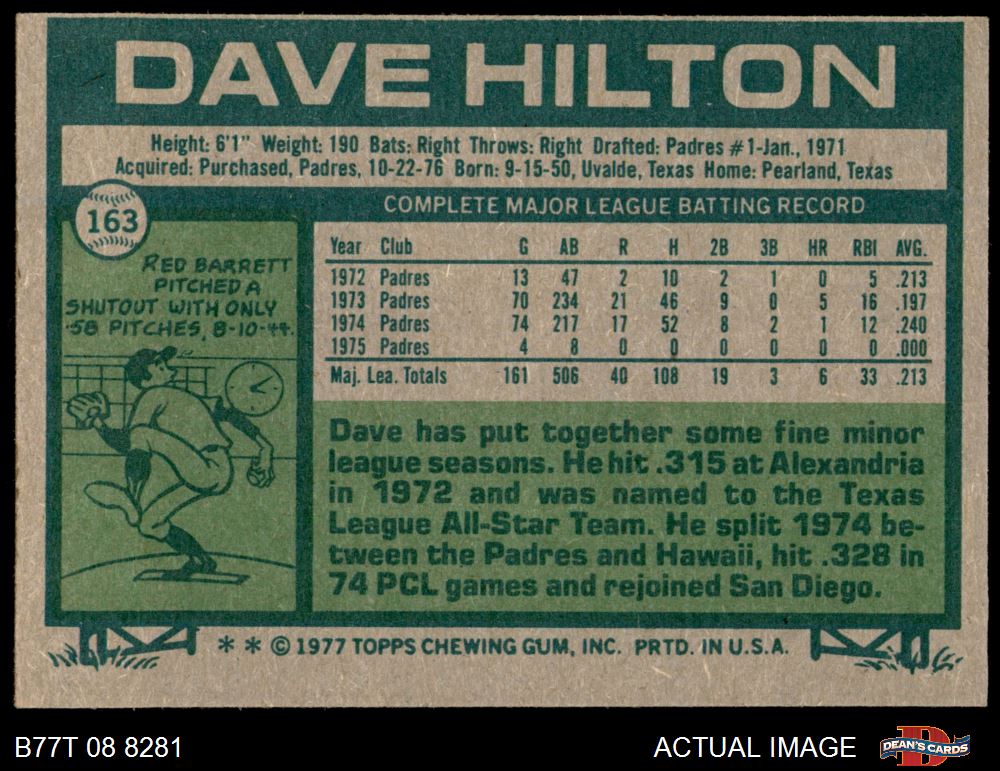 DAVE HILTON
Height: 6'1" Weight: 190 Bats: Right Throws: Right Drafted: Padres #1-Jan., 1971
Acquired: Purchased, Padres, 10-22-76 Born: 9-15-50, Uvalde, Texas Home: Pearland, Texas
163
RED BARRETT
PITCHED A
SHUTOUT WITH ONLY
58 PITCHES, 8-10-44.
COMPLETE MAJOR LEAGUE BATTING RECORD
Year Club G AB R H 2B 3B HR RBI AVG.
1972 Padres 13 47 2 10 2 1 0 5 .213
1973 Padres 70 234 21 46 9 0 5 16 .197
1974 Padres 74 217 17 52 8 2 1 12 .240
1975 Padres 4 8 0 0 0 0 0 0 .000
Maj. Lea. Totals 161 506 40 108 19 3 6 33 .213
Dave has put together some fine minor
league seasons. He hit .315 at Alexandria
in 1972 and was named to the Texas
League All-Star Team. He split 1974 be-
tween the Padres and Hawaii, hit .328 in
74 PCL games and rejoined San Diego.
* * © 1977 TOPPS CHEWING GUM, INC. PRTD. IN U.S.A.
B77T 08 8281
ACTUAL IMAGE
DEAN'S CARDS